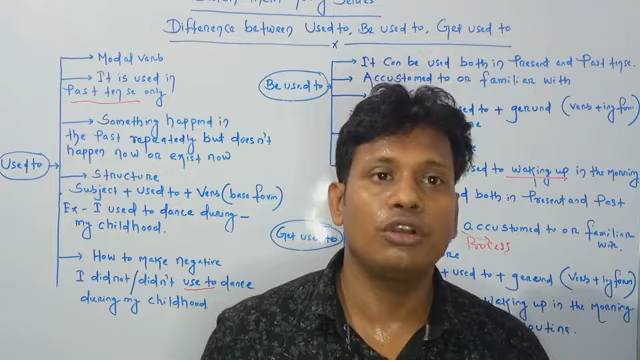 Difference between Used to, Be used to, Get used to
Used to
Modal verb
It is used in
Past tense only
Something happend in
the past repeatedly but doesn't
happen now or exist now
Structure
Subject + used to + Verb (base form)
Ex - I used to dance during
my childhood.
How to make negative
I did not / didn't use to dance
during my childhood
Be used to
It can be used both in Present and Past tense.
Accustomed to or familiar with
used to + gerund (verb + ing form)
used to waking up in the morning
Get used to
used both in Present and Past
accustomed to or familiar
with.
Process
used to + gerund (verb + ing form)
waking up in the morning
routine.